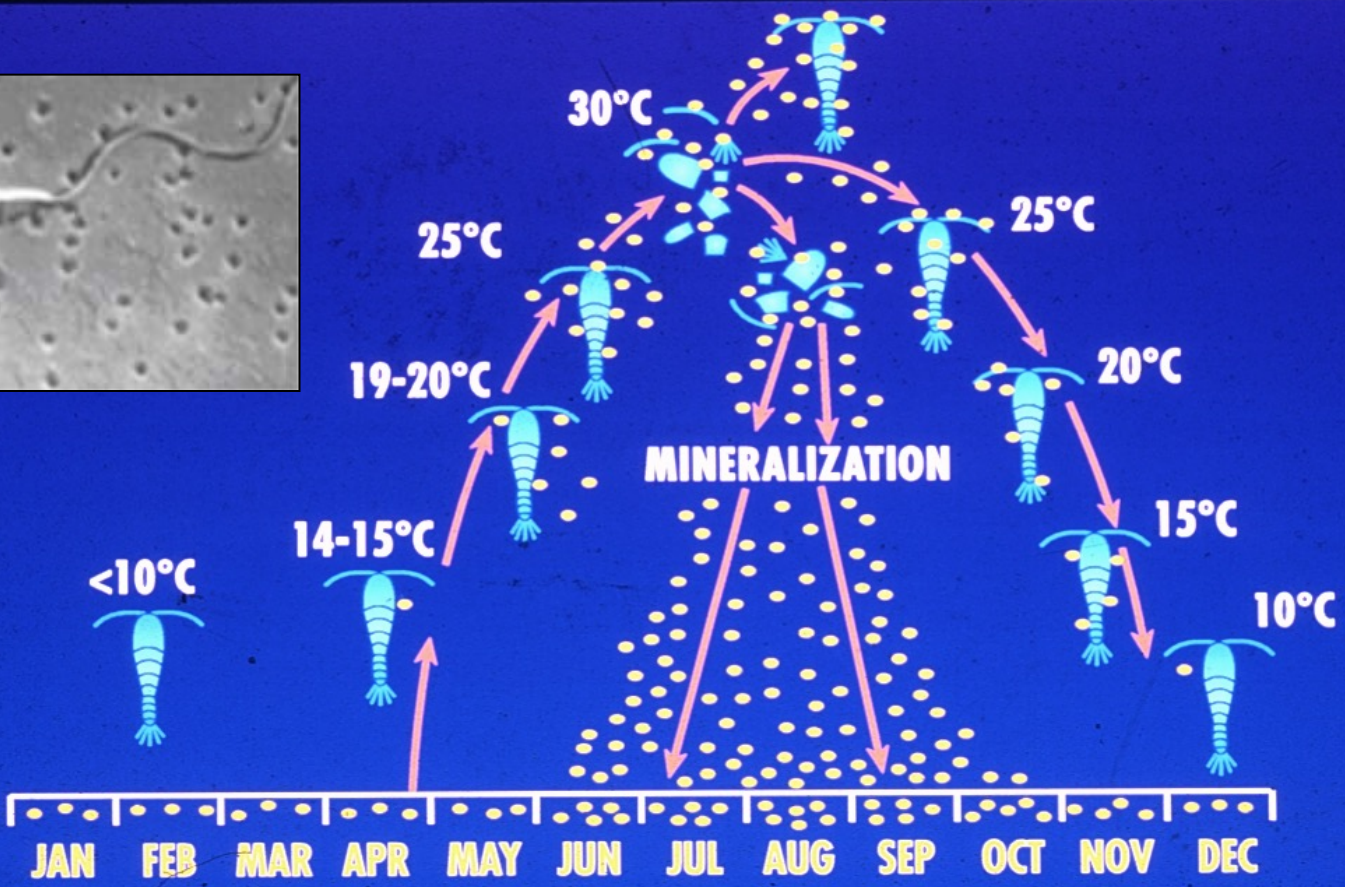 30°C
25°C
25°C
19-20°C
20°C
MINERALIZATION
14-15°C
15°C
<10°C
10°C
JAN FEB MAR APR MAY JUN JUL AUG SEP OCT NOV DEC